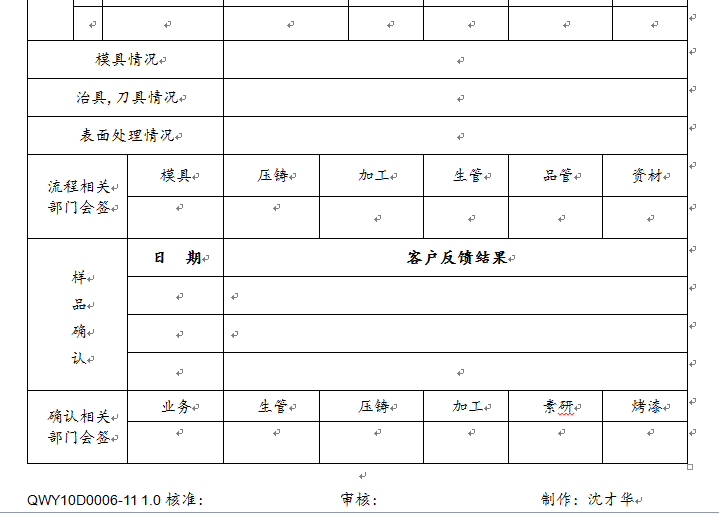 模具情况
治具,刀具情况
表面处理情况
流程相关
部门会签
模具 压铸 加工 生管 品管 资材
样
品
确
认
日 期 客户反馈结果
确认相关
部门会签
业务 生管 压铸 加工 素研 烤漆
QWY10D0006-11 1.0 核准: 审核: 制作: 沈才华